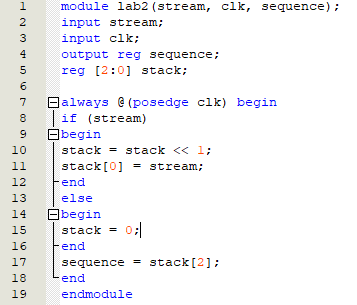 1 module lab2(stream, clk, sequence);
2 input stream;
3 input clk;
4 output reg sequence;
5 reg [2:0] stack;
6
7 always @(posedge clk) begin
8 if (stream)
9 begin
10 stack = stack << 1;
11 stack[0] = stream;
12 end
13 else
14 begin
15 stack = 0;
16 end
17 sequence = stack[2];
18 end
19 endmodule